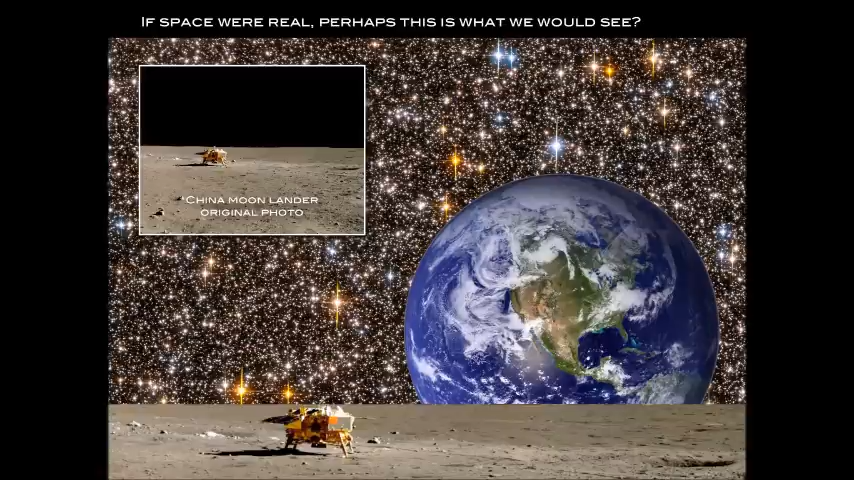 If space were real, perhaps this is what we would see?
*China moon lander
original photo